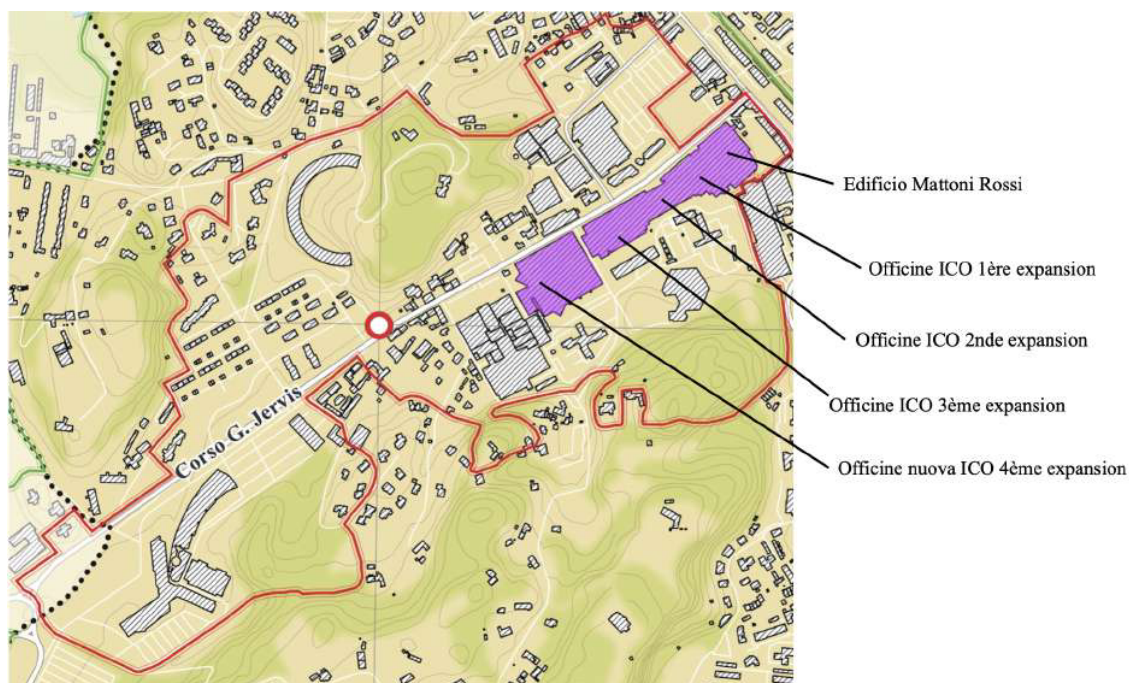 Edificio Mattoni Rossi
Officine ICO 1ère expansion
Officine ICO 2nde expansion
Officine ICO 3ème expansion
Corso G. Jervis
Officine nuova ICO 4ème expansion